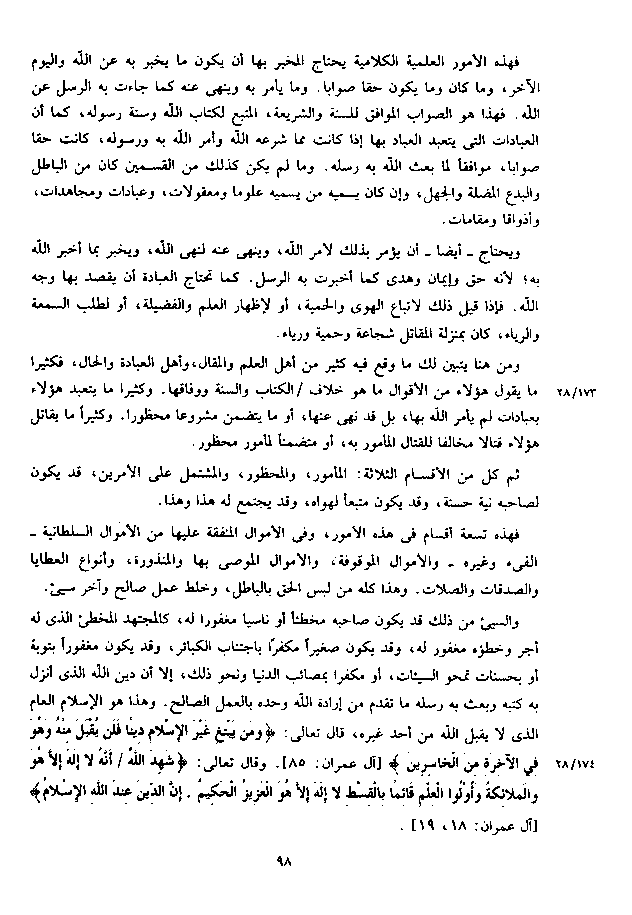 فهذه الأمور العلمية الكلامية يحتاج المخبر بها أن يكون ما يخبر به عن الله واليوم
الآخر، وما كان وما يكون حقا صوابا. وما يأمر به وينهى عنه كما جاءت به الرسل عن
الله. فهذا هو الصواب الموافق للسنة والشريعة، المتبع لكتاب الله وسنة رسوله، كما أن
العبادات التى يتعبد العباد بها إذا كانت مما شرعه الله وأمر الله به ورسوله، كانت حقا
صوابا، موافقاً لما بعث الله به رسله. وما لم يكن كذلك من القسمين كان من الباطل
والبدع المضلة والجهل، وإن كان يسميه من يسميه علوما ومعقولات، وعبادات ومجاهدات،
وأذواقا ومقامات.
ويحتاج ـ أيضا ـ أن يؤمر بذلك لأمر الله، وينهى عنه لنهى الله، ويخبر بما أخبر الله
به؛ لأنه حق وإيمان وهدى كما أخبرت به الرسل. كما تحتاج العبادة أن يقصد بها وجه
الله. فإذا قيل ذلك لاتباع الهوى والحمية، أو لإظهار العلم والفضيلة، أو لطلب السمعة
والرياء، كان بمنزلة المقاتل شجاعة وحمية ورياء.
ومن هنا يتبين لك ما وقع فيه كثير من أهل العلم والمقال، وأهل العبادة والحال، فكثيرا
ما يقول هؤلاء من الأقوال ما هو خلاف / الكتاب والسنة ووفاقها. وكثيرا ما يتعبد هؤلاء ٢٨/١٧٣
بعبادات لم يأمر الله بها، بل قد نهى عنها، أو ما يتضمن مشروعا محظورا. وكثيراً ما يقاتل
هؤلاء قتالا مخالفا للقتال المأمور به، أو متضمناً لمأمور محظور.
ثم كل من الأقسام الثلاثة: المأمور، والمحظور، والمشتمل على الأمرين، قد يكون
لصاحبه نية حسنة، وقد يكون متبعاً لهواه، وقد يجتمع له هذا وهذا.
فهذه تسعة أقسام فى هذه الأمور، وفى الأموال المنفقة عليها من الأموال السلطانية ـ
الفىء وغيره ـ والأموال الموقوفة، والأموال الموصى بها والمنذورة، وأنواع العطايا
والصدقات والصلات. وهذا كله من لبس الحق بالباطل، وخلط عمل صالح وآخر سيئ.
والسيئ من ذلك قد يكون صاحبه مخطئاً أو ناسيا مغفورا له، كالمجتهد المخطئ الذى له
أجر وخطؤه مغفور له، وقد يكون صغيراً مكفرًا باجتناب الكبائر، وقد يكون مغفوراً بتوبة
أو بحسنات تمحو السيئات، أو مكفرا بمصائب الدنيا ونحو ذلك، إلا أن دين الله الذى أنزل
به كتبه وبعث به رسله ما تقدم من إرادة الله وحده بالعمل الصالح. وهذا هو الإسلام العام
الذى لا يقبل الله من أحد غيره، قال تعالى: ﴿ وَمَن يَبْتَغِ غَيْرَ الإِسْلامِ دِينًا فَلَن يُقْبَلَ مِنْهُ وَهُوَ
فِي الآخِرَةِ مِنَ الْخَاسِرِينَ ﴾ [آل عمران: ٨٥]. وقال تعالى: ﴿ شَهِدَ اللَّهُ / أَنَّهُ لا إِلَهَ إِلاَّ هُوَ ٢٨/١٧٤
وَالْمَلائِكَةُ وَأُوْلُوا الْعِلْمِ قَائِمًا بِالْقِسْطِ لا إِلَهَ إِلاَّ هُوَ الْعَزِيزُ الْحَكِيمُ . إِنَّ الدِّينَ عِندَ اللَّهِ الإِسْلامُ ﴾
[آل عمران: ١٨، ١٩] .
٩٨